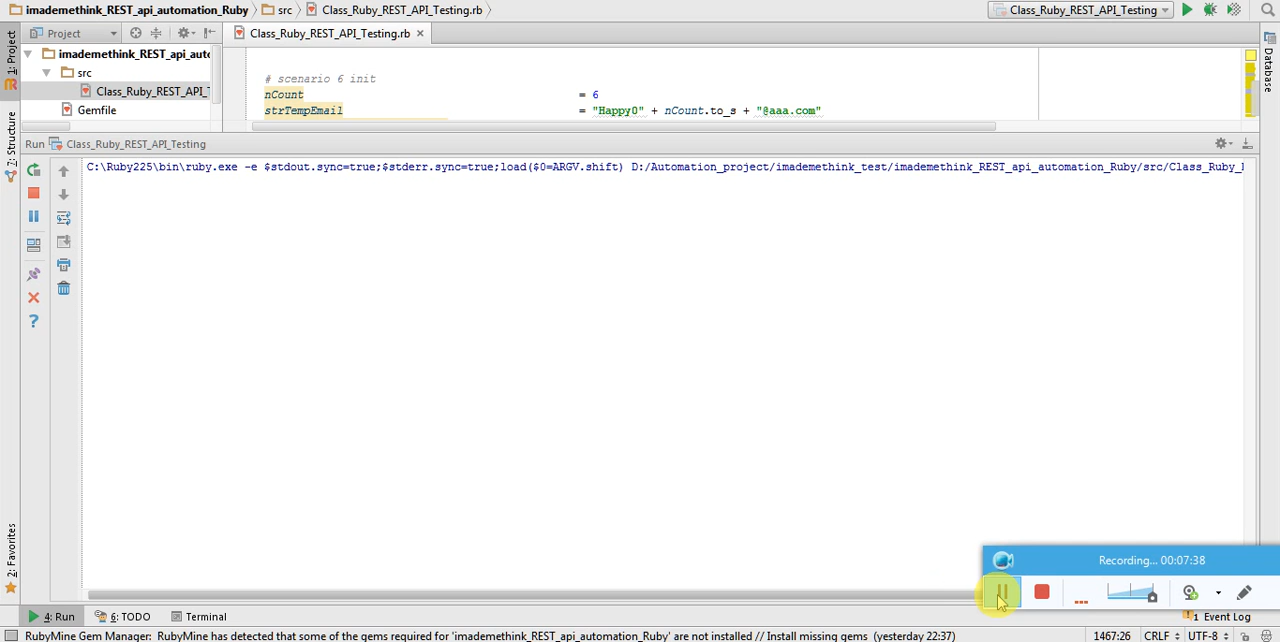 imademethink_REST_api_automation_Ruby src Class_Ruby_REST_API_Testing.rb Class_Ruby_REST_API_Testing
1: Project
Project
Class_Ruby_REST_API_Testing.rb
Database
imademethink_REST_api_auto
src
Class_Ruby_REST_API_T
Gemfile
# scenario 6 init
nCount = 6
strTempEmail = "Happy0" + nCount.to_s + "@aaa.com"
7: Structure
Run Class_Ruby_REST_API_Testing
C:\Ruby225\bin\ruby.exe -e $stdout.sync=true;$stderr.sync=true;load($0=ARGV.shift) D:/Automation_project/imademethink_test/imademethink_REST_api_automation_Ruby/src/Class_Ruby_
2: Favorites
Recording... 00:07:38
4: Run 6: TODO Terminal 1 Event Log
RubyMine Gem Manager: RubyMine has detected that some of the gems required for 'imademethink_REST_api_automation_Ruby' are not installed // Install missing gems (yesterday 22:37) 1467:26 CRLF UTF-8